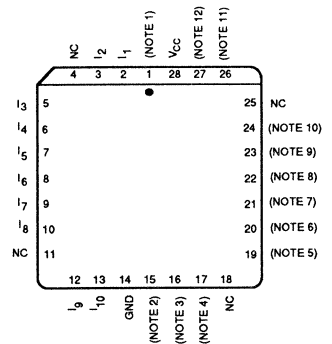 NC I2 I1 (NOTE 1) VCC (NOTE 12) (NOTE 11)
4 3 2 1 28 27 26
I3 5 25 NC
I4 6 24 (NOTE 10)
I5 7 23 (NOTE 9)
I6 8 22 (NOTE 8)
I7 9 21 (NOTE 7)
I8 10 20 (NOTE 6)
NC 11 19 (NOTE 5)
12 13 14 15 16 17 18
I9 I10 GND (NOTE 2) (NOTE 3) (NOTE 4) NC